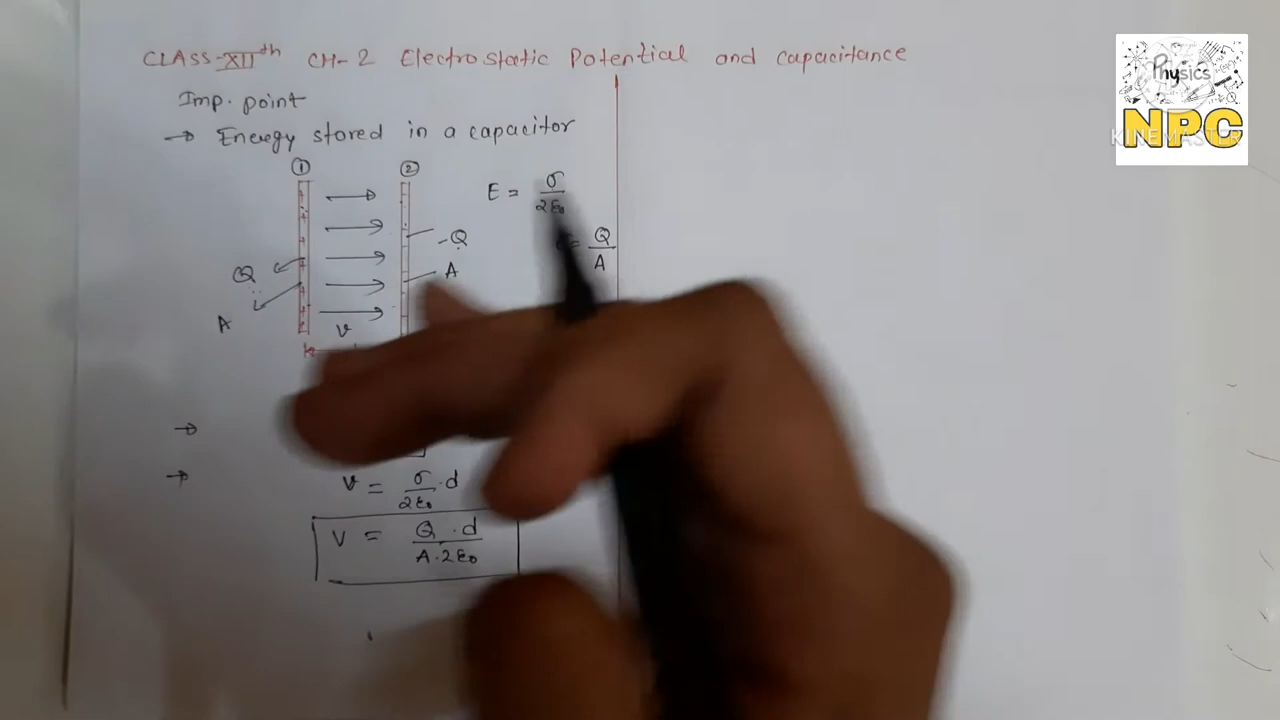 CLASS-XIIth CH-2 Electrostatic Potential and capacitance
Imp. point
→ Energy stored in a capacitor
① ②
E = σ/2ε₀
-Q
= Q/A
Q
A
A
V
→
→
V = σ/2ε₀ . d
V = Q . d / A . 2ε₀
Physics
NPC
KINEMASTER